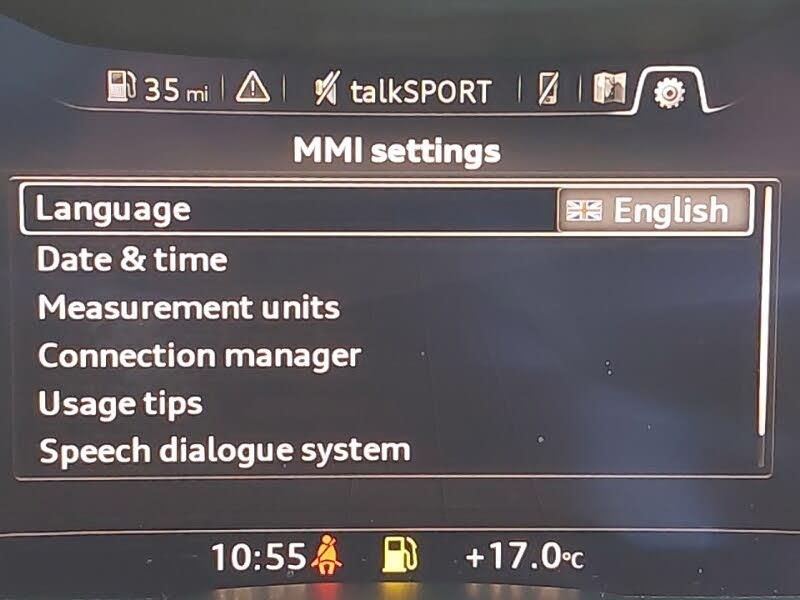 35 mi talkSPORT
MMI settings
Language English
Date & time
Measurement units
Connection manager
Usage tips
Speech dialogue system
10:55 +17.0°C